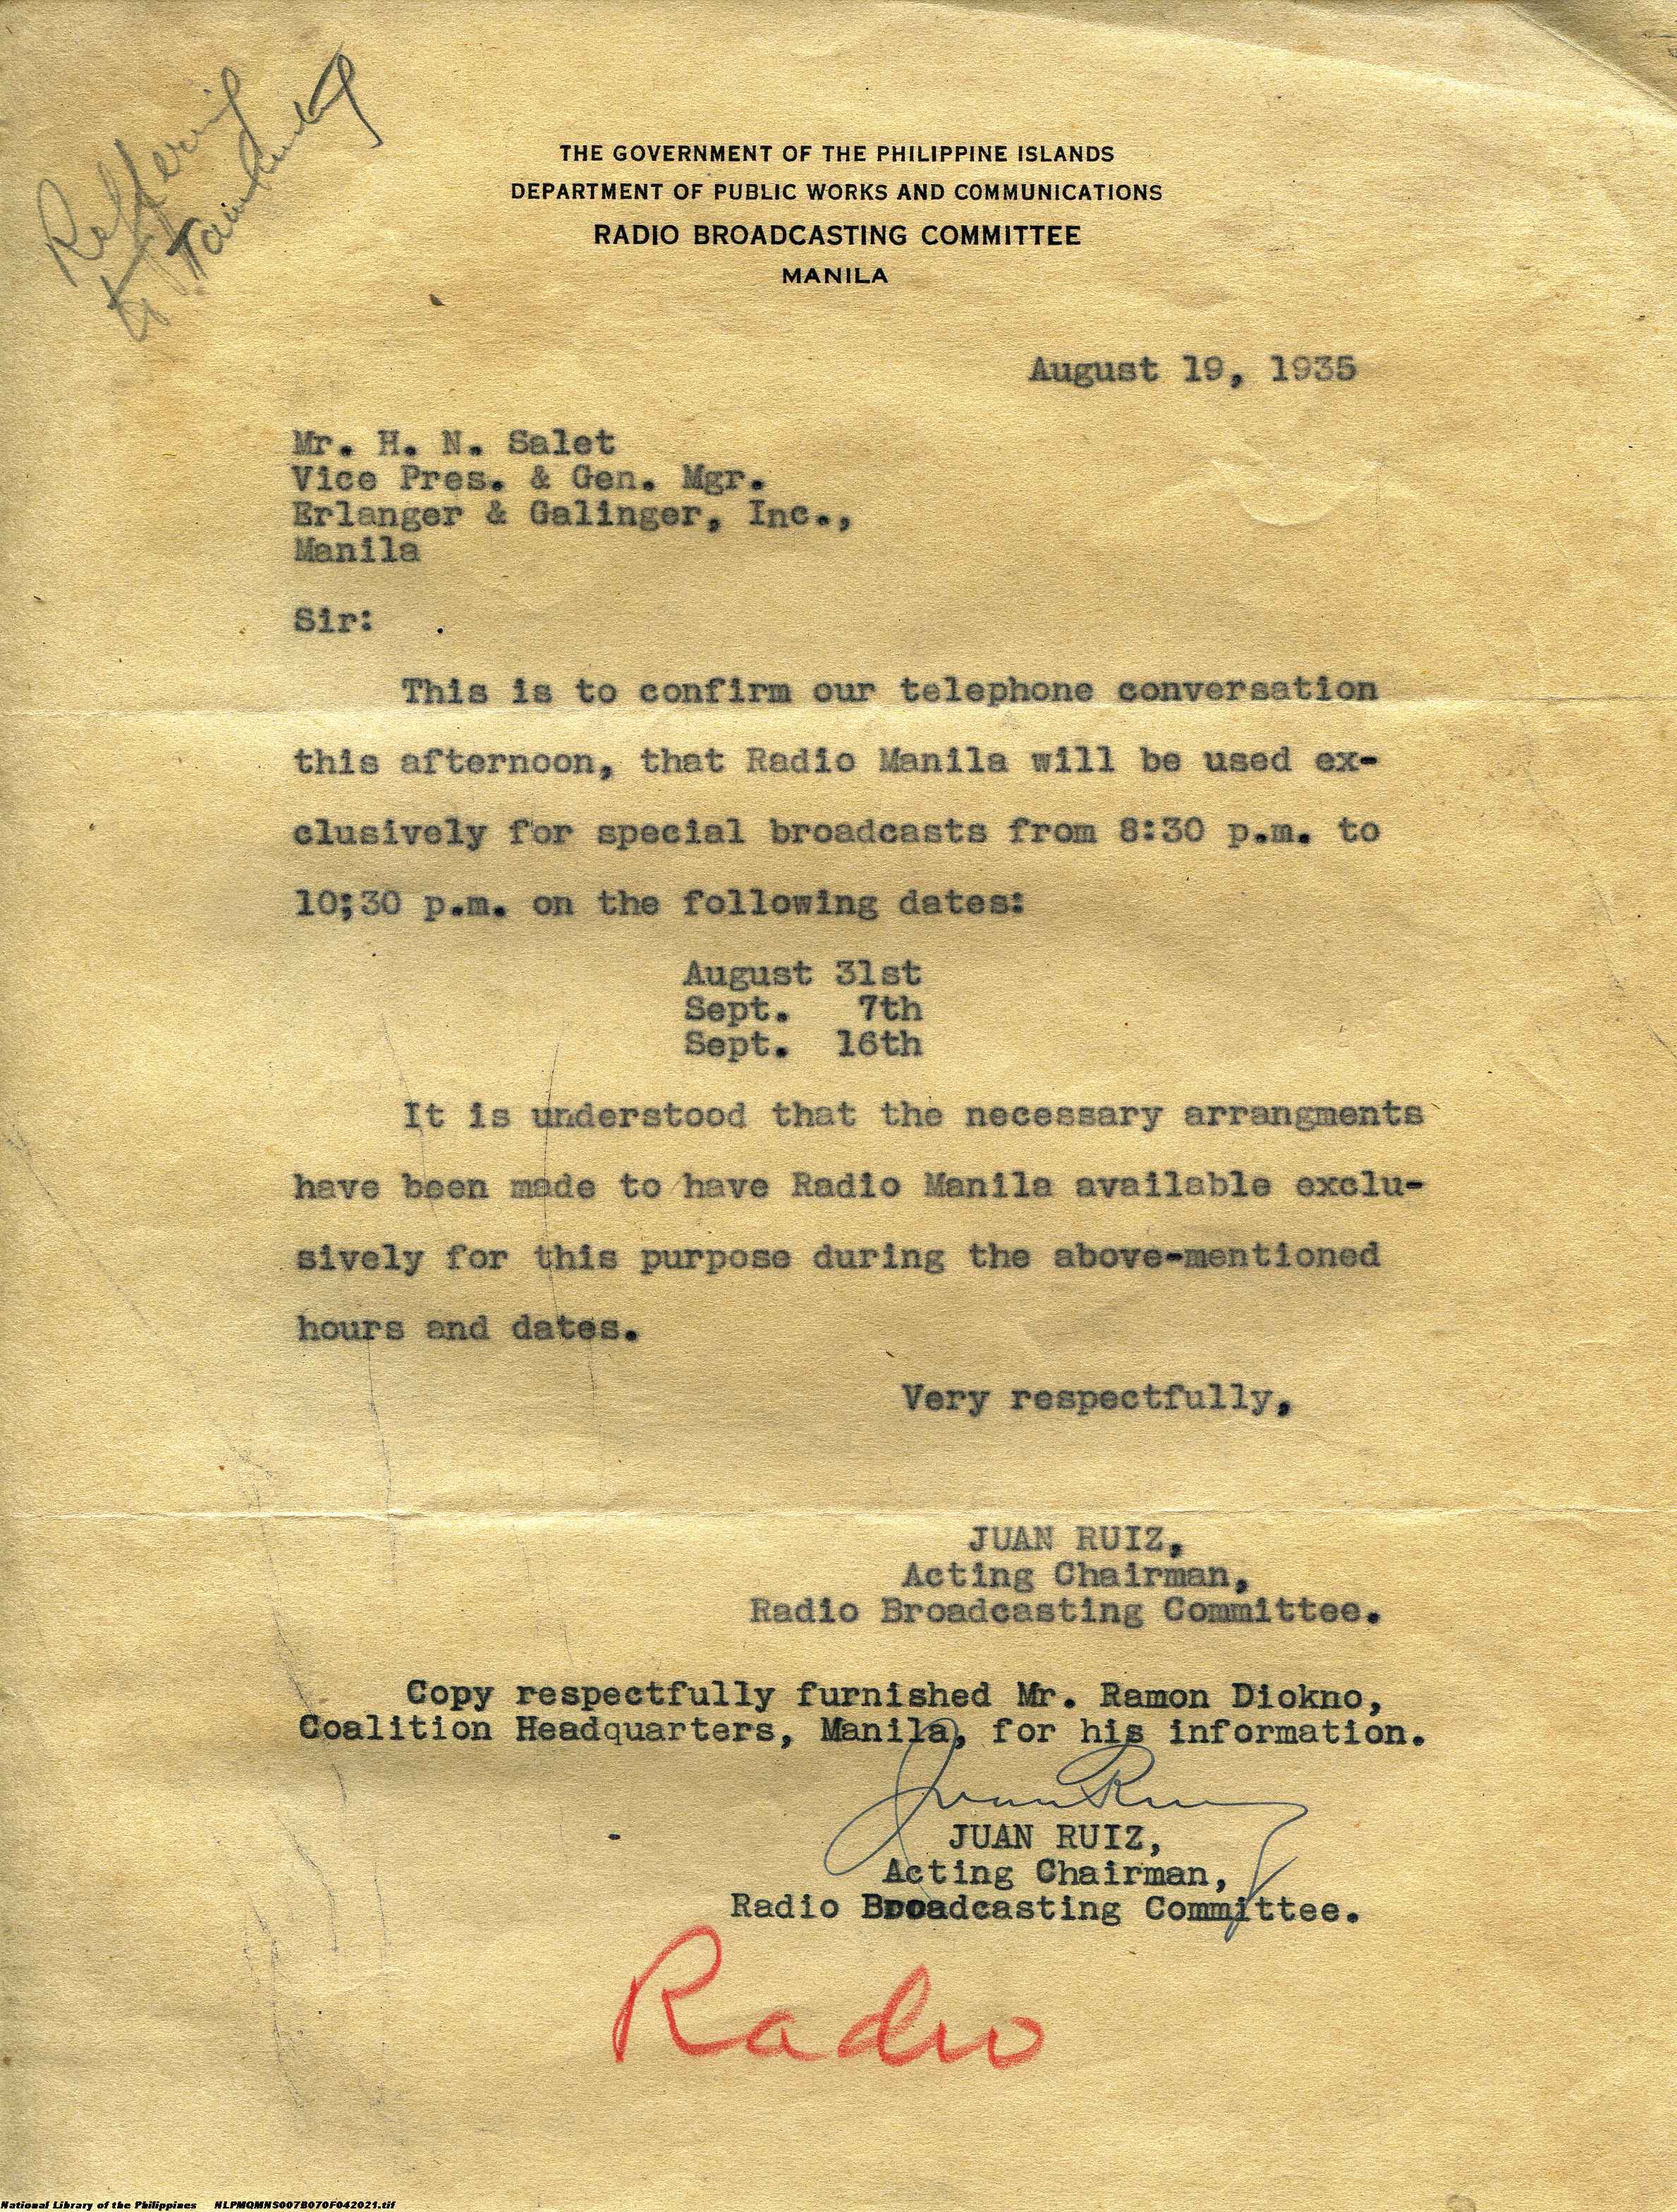 Referring
to
THE GOVERNMENT OF THE PHILIPPINE ISLANDS
DEPARTMENT OF PUBLIC WORKS AND COMMUNICATIONS
RADIO BROADCASTING COMMITTEE
MANILA
August 19, 1935
Mr. H. N. Salet
Vice Pres. & Gen. Mgr.
Erlanger & Galinger, Inc.,
Manila
Sir:
This is to confirm our telephone conversation
this afternoon, that Radio Manila will be used ex-
clusively for special broadcasts from 8:30 p.m. to
10;30 p.m. on the following dates:
August 31st
Sept. 7th
Sept. 16th
It is understood that the necessary arrangments
have been made to have Radio Manila available exclu-
sively for this purpose during the above-mentioned
hours and dates.
Very respectfully,
JUAN RUIZ,
Acting Chairman,
Radio Broadcasting Committee.
Copy respectfully furnished Mr. Ramon Diokno,
Coalition Headquarters, Manila, for his information.
Juan Ruiz
JUAN RUIZ,
Acting Chairman,
Radio Broadcasting Committee.
Radio
National Library of the Philippines NLPMQMNS007B070F042021.tif